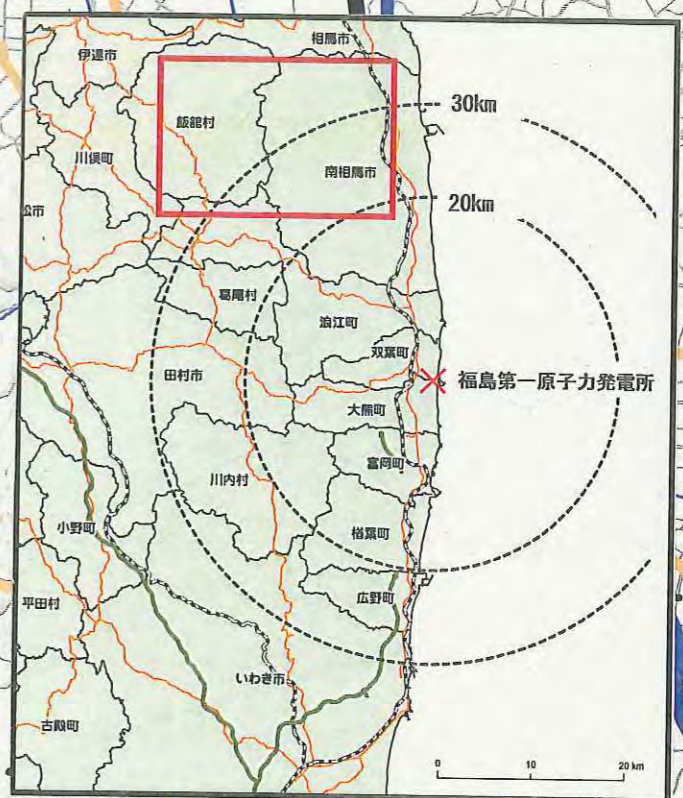 相馬市
伊達市
30km
飯舘村
川俣町
南相馬市
20km
松市
葛尾村
浪江町
双葉町
田村市
福島第一原子力発電所
大熊町
富岡町
川内村
小野町
楢葉町
平田村
広野町
いわき市
古殿町
0 10 20 km